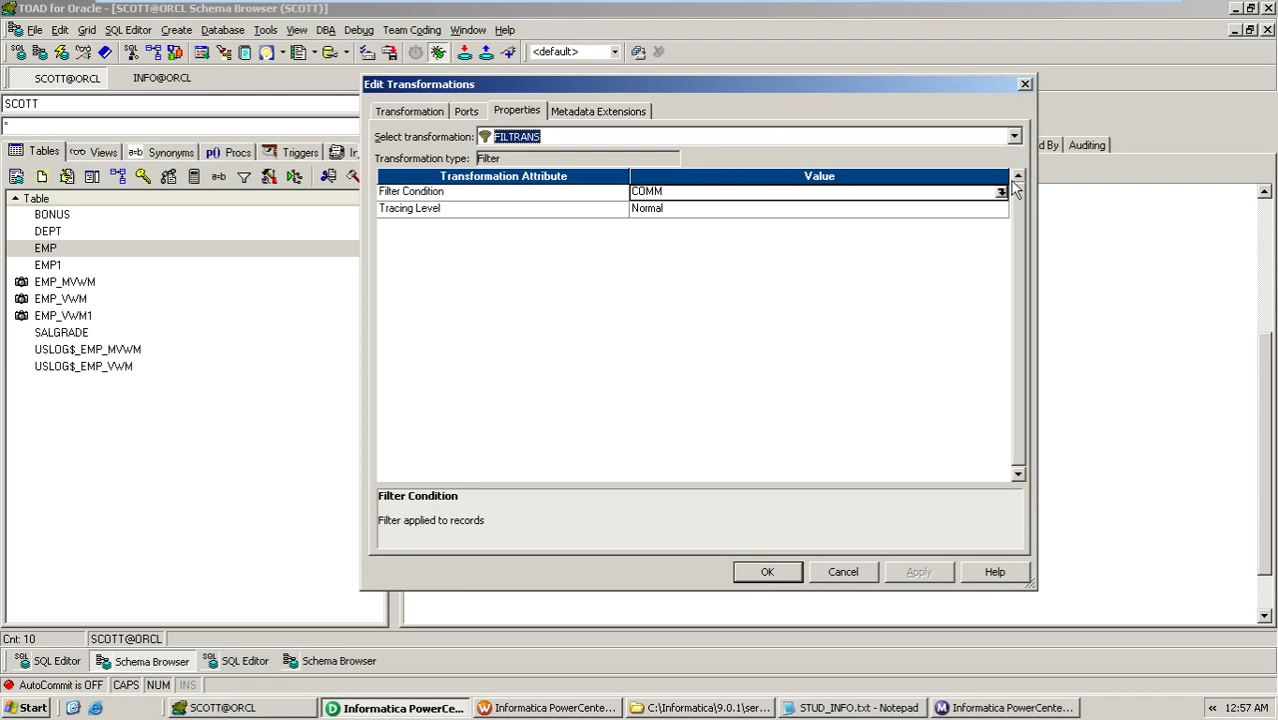 TOAD for Oracle - [SCOTT@ORCL Schema Browser (SCOTT)]
File Edit Grid SQL Editor Create Database Tools View DBA Debug Team Coding Window Help
<default>
SCOTT@ORCL INFO@ORCL
SCOTT
*
Tables Views Synonyms p() Procs Triggers
Table
BONUS
DEPT
EMP
EMP1
EMP_MVWM
EMP_VWM
EMP_VWM1
SALGRADE
USLOG$_EMP_MVWM
USLOG$_EMP_VWM
Edit Transformations
Transformation Ports Properties Metadata Extensions
Select transformation: FILTRANS
Transformation type: Filter
Transformation Attribute Value
Filter Condition COMM
Tracing Level Normal
Filter Condition
Filter applied to records
OK Cancel Apply Help
By Auditing
Cnt: 10 SCOTT@ORCL
SQL Editor Schema Browser SQL Editor Schema Browser
AutoCommit is OFF CAPS NUM INS
Start SCOTT@ORCL Informatica PowerCe... Informatica PowerCente... C:\Informatica\9.0.1\ser... STUD_INFO.txt - Notepad Informatica PowerCente... « 12:57 AM